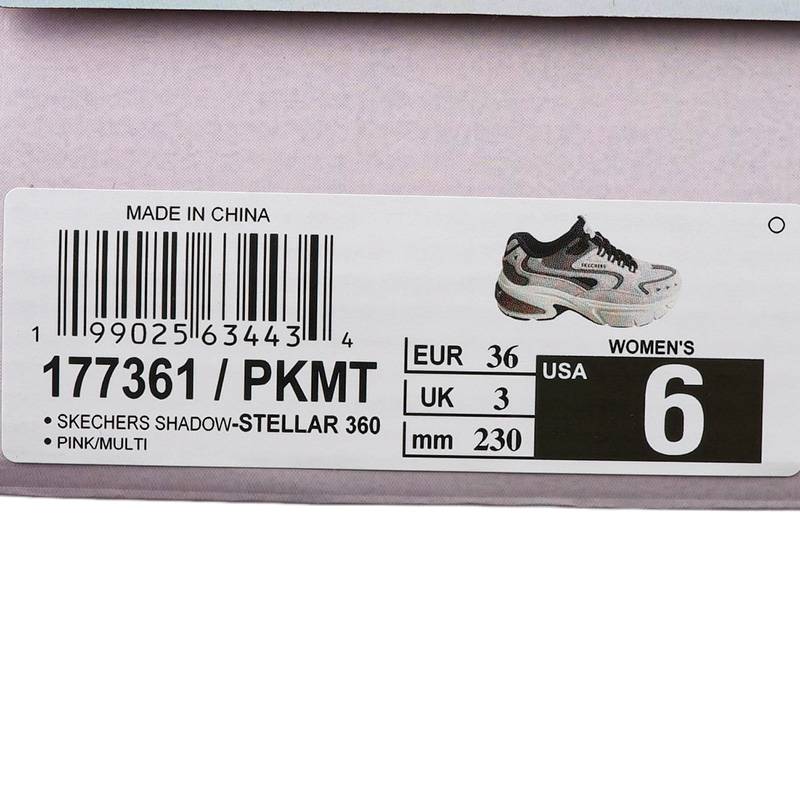 MADE IN CHINA
1 99025 63443 4
177361 / PKMT
• SKECHERS SHADOW-STELLAR 360
• PINK/MULTI
SKECHERS
EUR 36
UK 3
mm 230
WOMEN'S
USA 6